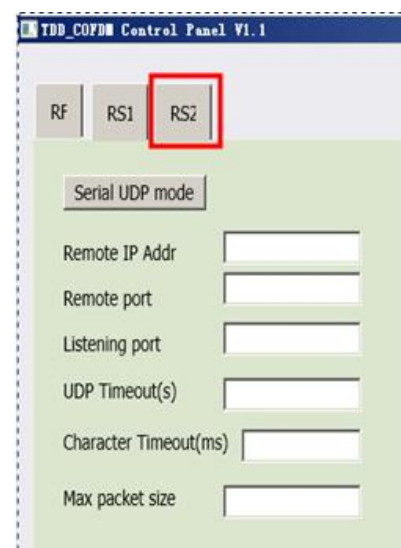 TDD_COFDM Control Panel V1.1
RF RS1 RS2
Serial UDP mode
Remote IP Addr
Remote port
Listening port
UDP Timeout(s)
Character Timeout(ms)
Max packet size